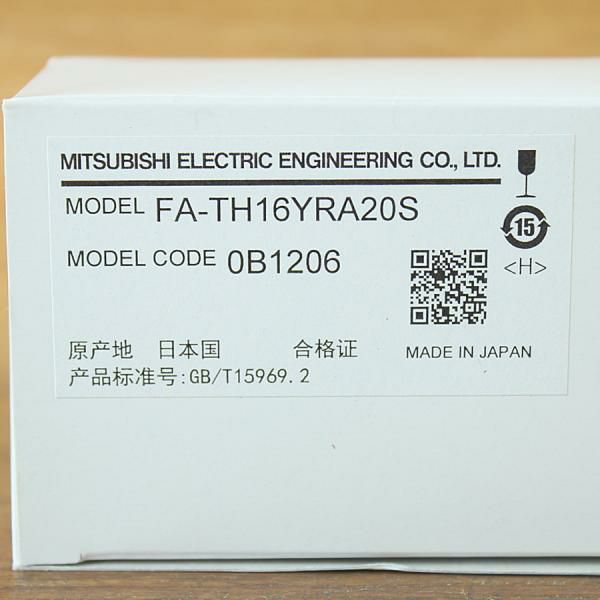 MITSUBISHI ELECTRIC ENGINEERING CO., LTD.
MODEL FA-TH16YRA20S
MODEL CODE 0B1206
15
<H>
原产地 日本国 合格证 MADE IN JAPAN
产品标准号:GB/T15969.2